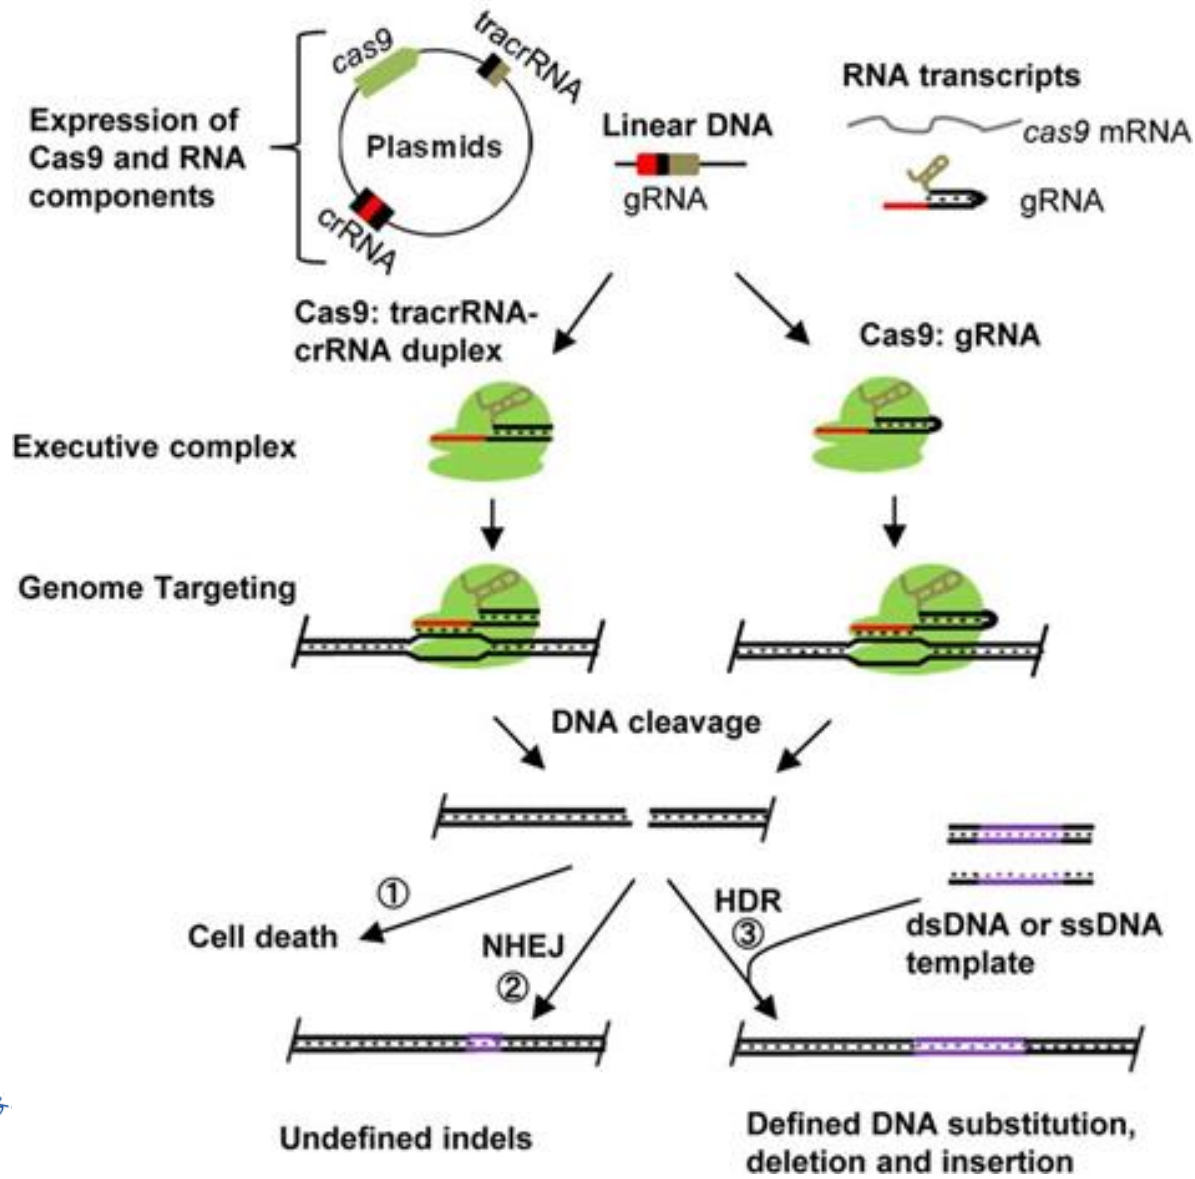 cas9
tracrRNA
Plasmids
crRNA
Expression of
Cas9 and RNA
components
Linear DNA
gRNA
RNA transcripts
cas9 mRNA
gRNA
Cas9: tracrRNA-
crRNA duplex
Cas9: gRNA
Executive complex
Genome Targeting
DNA cleavage
①
Cell death
NHEJ
②
HDR
③
dsDNA or ssDNA
template
Undefined indels
Defined DNA substitution,
deletion and insertion